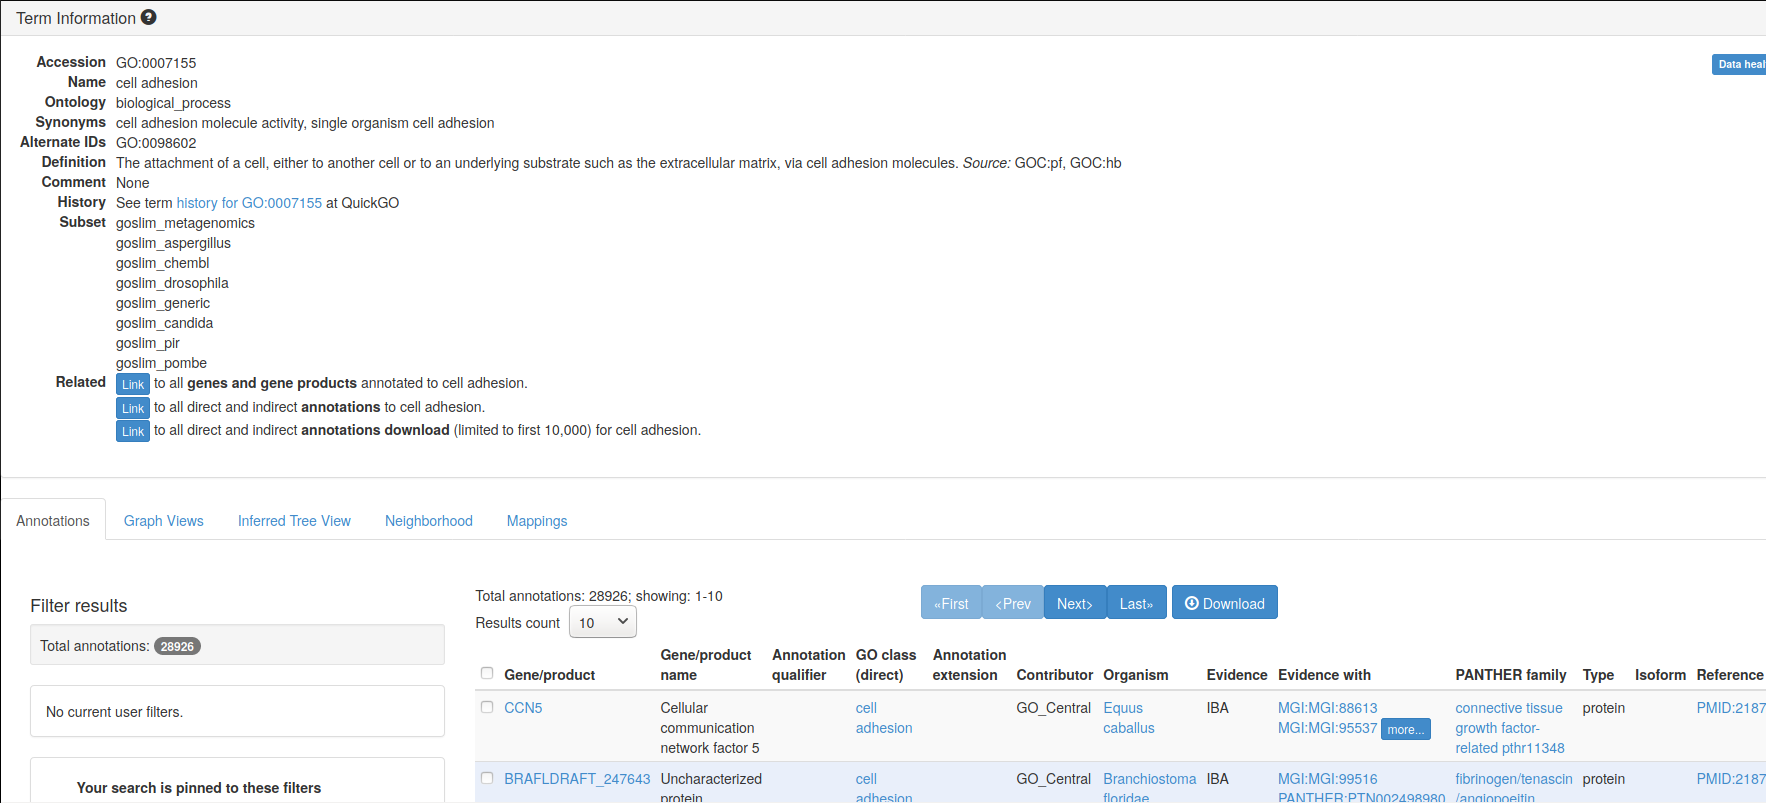 Term Information ?
Data heal
Accession GO:0007155
Name cell adhesion
Ontology biological_process
Synonyms cell adhesion molecule activity, single organism cell adhesion
Alternate IDs GO:0098602
Definition The attachment of a cell, either to another cell or to an underlying substrate such as the extracellular matrix, via cell adhesion molecules. Source: GOC:pf, GOC:hb
Comment None
History See term history for GO:0007155 at QuickGO
Subset goslim_metagenomics
goslim_aspergillus
goslim_chembl
goslim_drosophila
goslim_generic
goslim_candida
goslim_pir
goslim_pombe
Related Link to all genes and gene products annotated to cell adhesion.
Link to all direct and indirect annotations to cell adhesion.
Link to all direct and indirect annotations download (limited to first 10,000) for cell adhesion.
Annotations Graph Views Inferred Tree View Neighborhood Mappings
Filter results
Total annotations: 28926
No current user filters.
Your search is pinned to these filters
Total annotations: 28926; showing: 1-10
Results count 10
«First <Prev Next> Last» Download
Gene/product Gene/product name Annotation qualifier GO class (direct) Annotation extension Contributor Organism Evidence Evidence with PANTHER family Type Isoform Reference
CCN5 Cellular communication network factor 5 cell adhesion GO_Central Equus caballus IBA MGI:MGI:88613 MGI:MGI:95537 more... connective tissue growth factor-related pthr11348 protein PMID:2187
BRAFLDRAFT_247643 Uncharacterized protein cell adhesion GO_Central Branchiostoma floridae IBA MGI:MGI:99516 PANTHER:PTN002498980 fibrinogen/tenascin /angiopoeitin protein PMID:2187